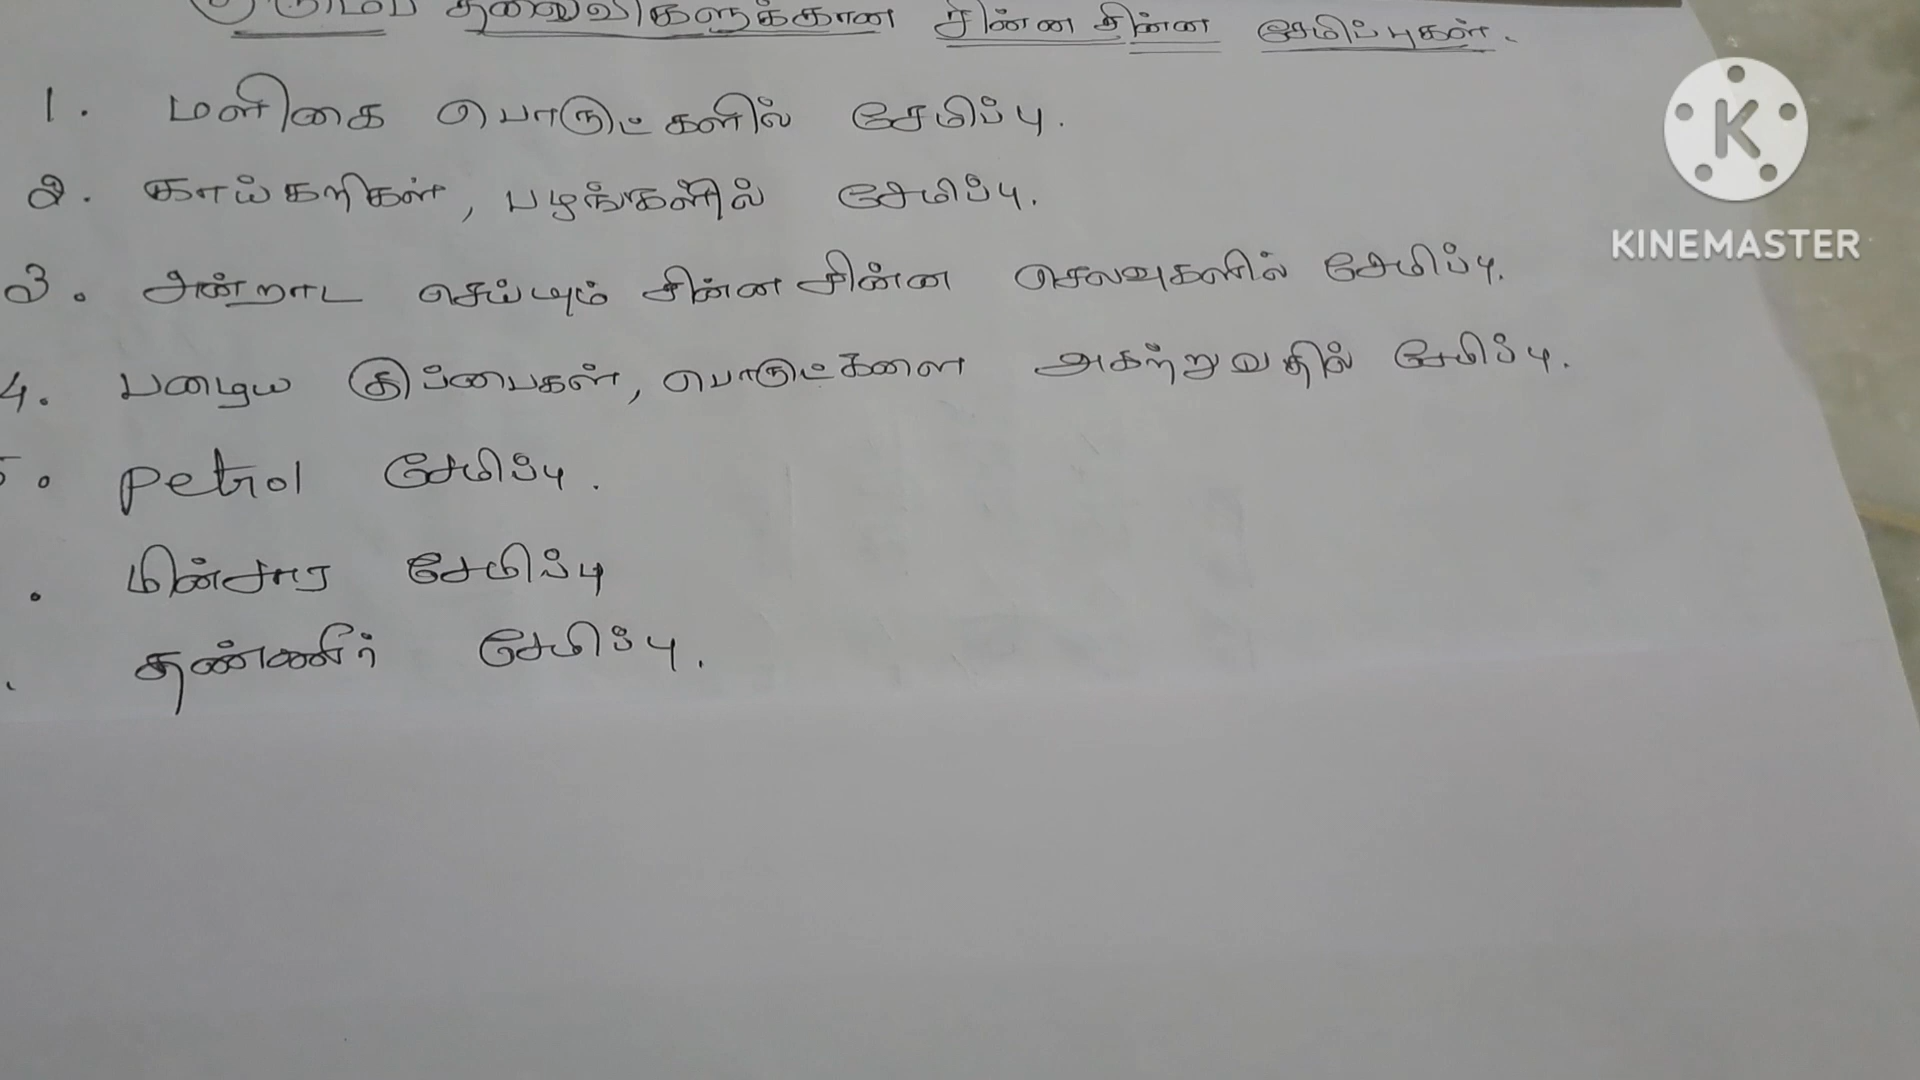 குடும்ப தலைவிகளுக்கான சின்ன சின்ன சேமிப்புகள்.
1. மளிகை பொருட்களில் சேமிப்பு.
2. காய்கறிகள், பழங்களில் சேமிப்பு.
3. அன்றாட செய்யும் சின்ன சின்ன செலவுகளில் சேமிப்பு.
4. பழைய குப்பைகள், பொருட்களை அகற்றுவதில் சேமிப்பு.
5. petrol சேமிப்பு.
. மின்சார சேமிப்பு
. தண்ணீர் சேமிப்பு.
K
KINEMASTER